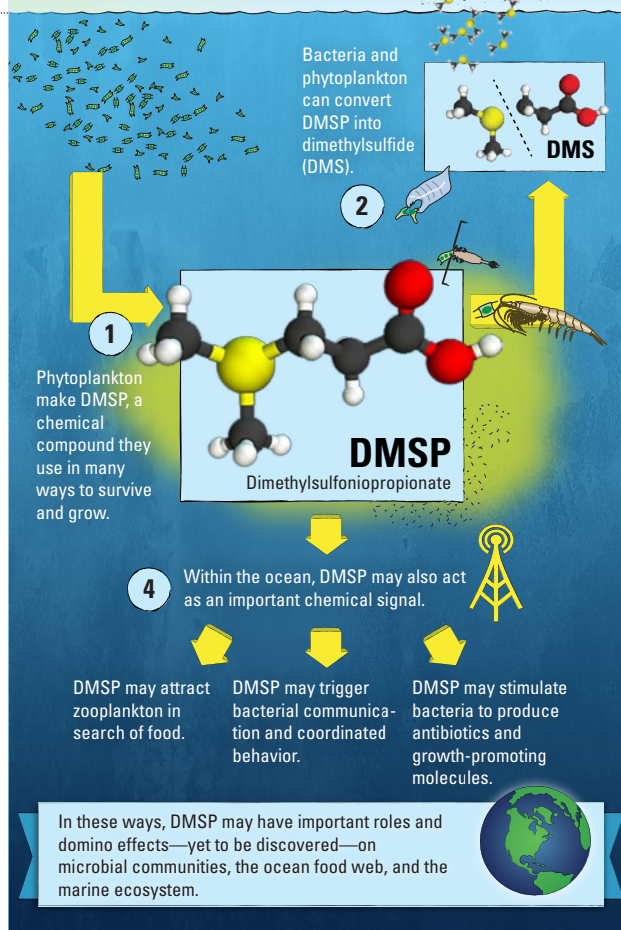 Bacteria and
phytoplankton
can convert
DMSP into
dimethylsulfide
(DMS).
DMS
2
1
Phytoplankton
make DMSP, a
chemical
compound they
use in many
ways to survive
and grow.
DMSP
Dimethylsulfoniopropionate
4
Within the ocean, DMSP may also act
as an important chemical signal.
DMSP may attract
zooplankton in
search of food.
DMSP may trigger
bacterial communica-
tion and coordinated
behavior.
DMSP may stimulate
bacteria to produce
antibiotics and
growth-promoting
molecules.
In these ways, DMSP may have important roles and
domino effects—yet to be discovered—on
microbial communities, the ocean food web, and the
marine ecosystem.